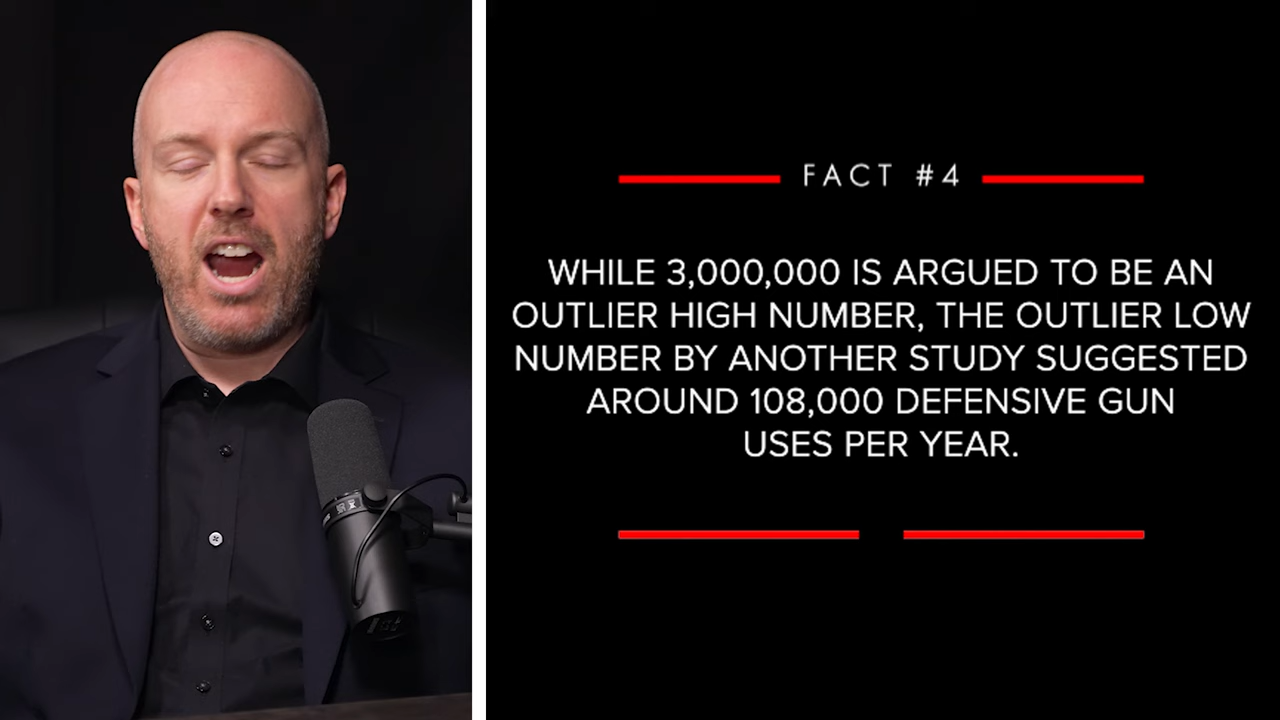 FACT #4
WHILE 3,000,000 IS ARGUED TO BE AN
OUTLIER HIGH NUMBER, THE OUTLIER LOW
NUMBER BY ANOTHER STUDY SUGGESTED
AROUND 108,000 DEFENSIVE GUN
USES PER YEAR.